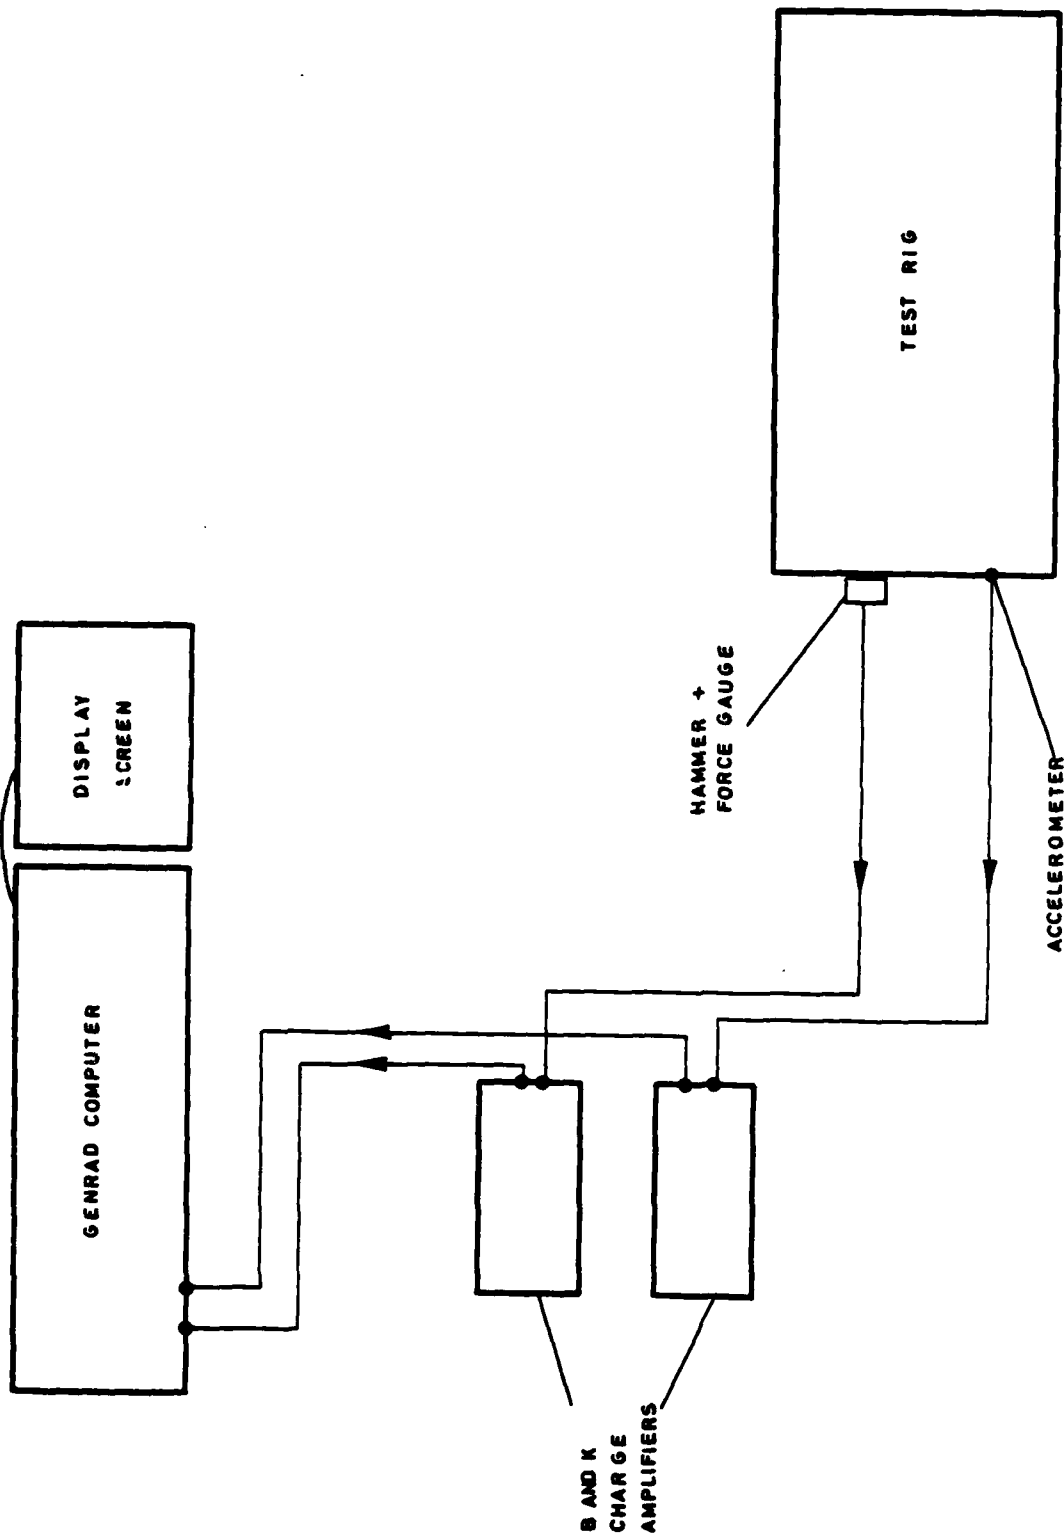 DISPLAY
SCREEN
GENRAD COMPUTER
TEST RIG
HAMMER +
FORCE GAUGE
ACCELEROMETER
B AND K
CHARGE
AMPLIFIERS